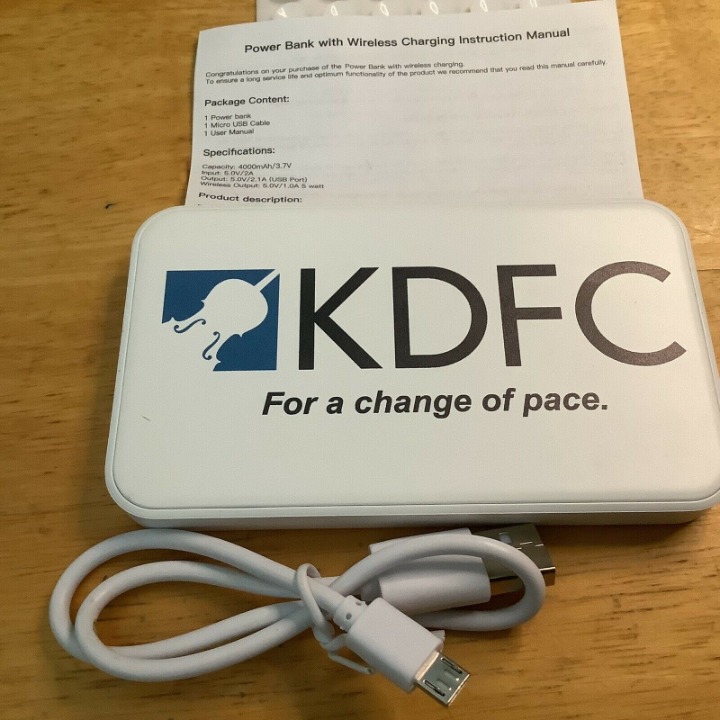 Power Bank with Wireless Charging Instruction Manual
Congratulations on your purchase of the Power Bank with wireless charging.
To ensure a long service life and optimum functionality of the product we recommend that you read this manual carefully.
Package Content:
1 Power bank
1 Micro USB Cable
1 User Manual
Specifications:
Capacity: 4000mAh/3.7V
Input: 5.0V/2A
Output: 5.0V/2.1A (USB Port)
Wireless Output: 5.0V/1.0A 5 watt
Product description:
KDFC
For a change of pace.